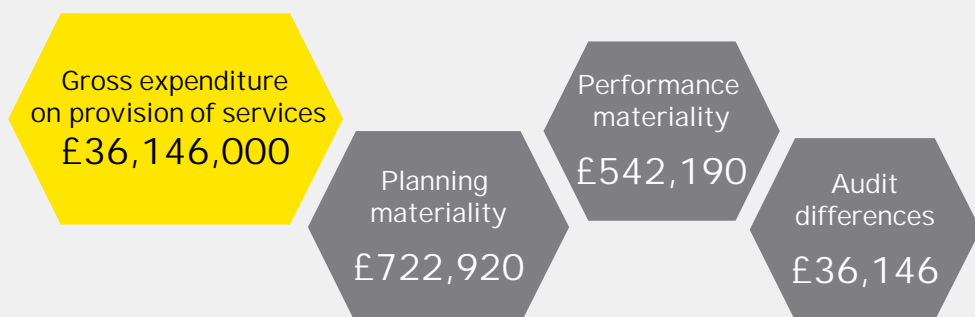 Gross expenditure
on provision of services
£36,146,000
Planning
materiality
£722,920
Performance
materiality
£542,190
Audit
differences
£36,146